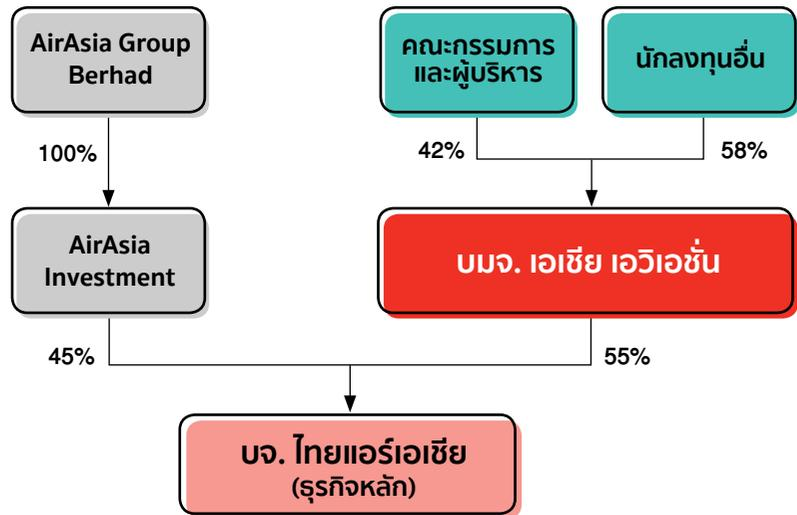 AirAsia Group
Berhad
คณะกรรมการ
และผู้บริหาร
นักลงทุนอื่น
100%
42%
58%
AirAsia
Investment
บมจ. เอเชีย เอวิเอชั่น
45%
55%
บจ. ไทยแอร์เอเชีย
(ธุรกิจหลัก)